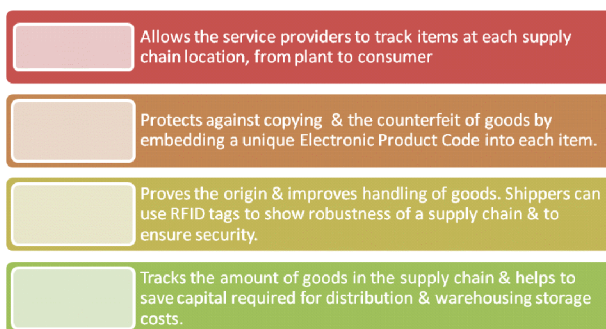 Allows the service providers to track items at each supply
chain location, from plant to consumer
Protects against copying & the counterfeit of goods by
embedding a unique Electronic Product Code into each item.
Proves the origin & improves handling of goods. Shippers can
use RFID tags to show robustness of a supply chain & to
ensure security.
Tracks the amount of goods in the supply chain & helps to
save capital required for distribution & warehousing storage
costs.